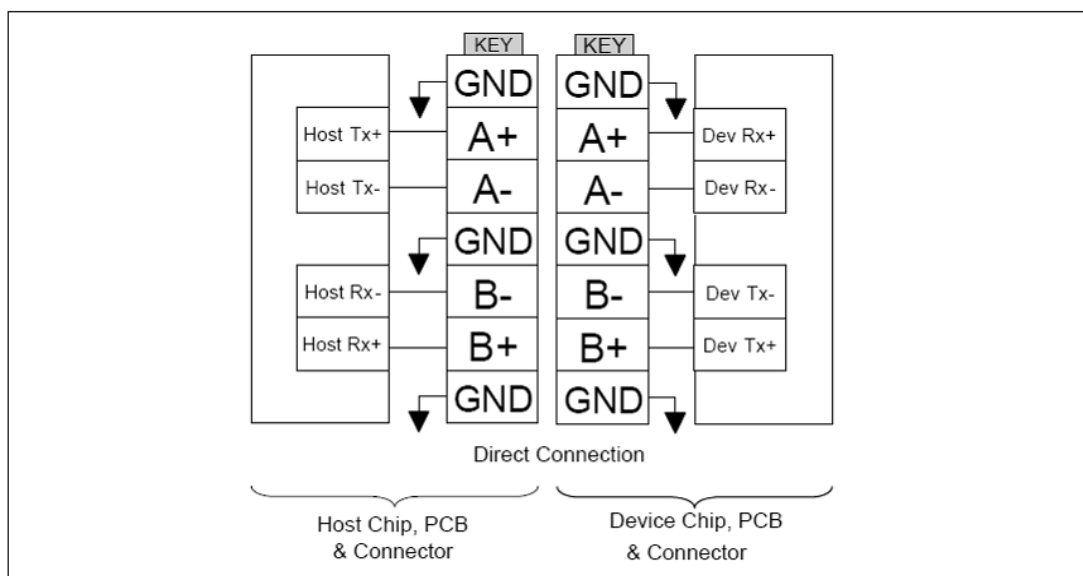 KEY KEY
GND GND
Host Tx+ A+ A+ Dev Rx+
Host Tx- A- A- Dev Rx-
GND GND
Host Rx- B- B- Dev Tx-
Host Rx+ B+ B+ Dev Tx+
GND GND
Direct Connection
Host Chip, PCB
& Connector
Device Chip, PCB
& Connector